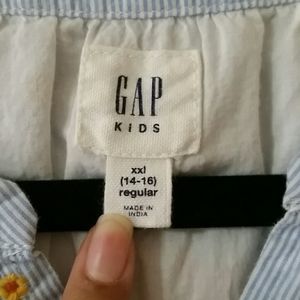 GAP
KIDS
xxl
(14-16)
regular
MADE IN
INDIA